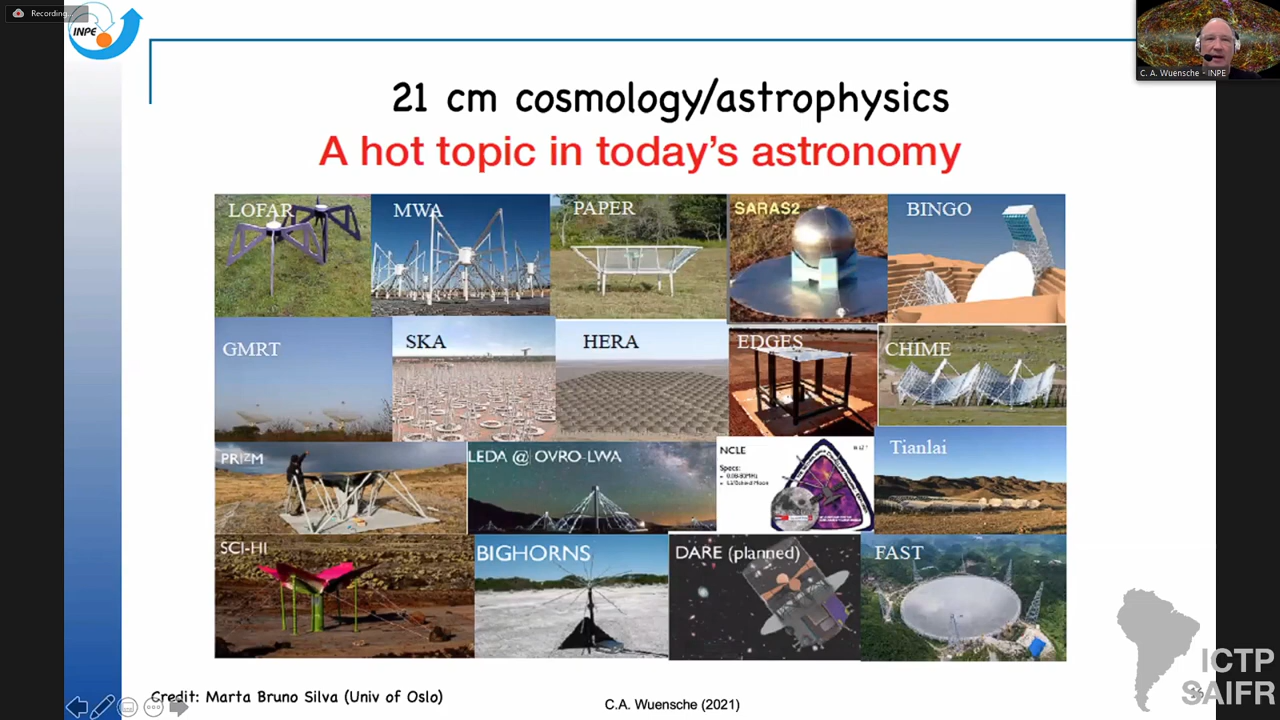 Recording...
INPE
C. A. Wuensche - INPE
21 cm cosmology/astrophysics
A hot topic in today's astronomy
LOFAR
MWA
PAPER
SARAS2
BINGO
GMRT
SKA
HERA
EDGES
CHIME
PRIZM
LEDA @ OVRO-LWA
NCLE
Specs:
Tianlai
SCI-HI
BIGHORNS
DARE (planned)
FAST
ICTP
SAIFR
Credit: Marta Bruno Silva (Univ of Oslo)
C.A. Wuensche (2021)